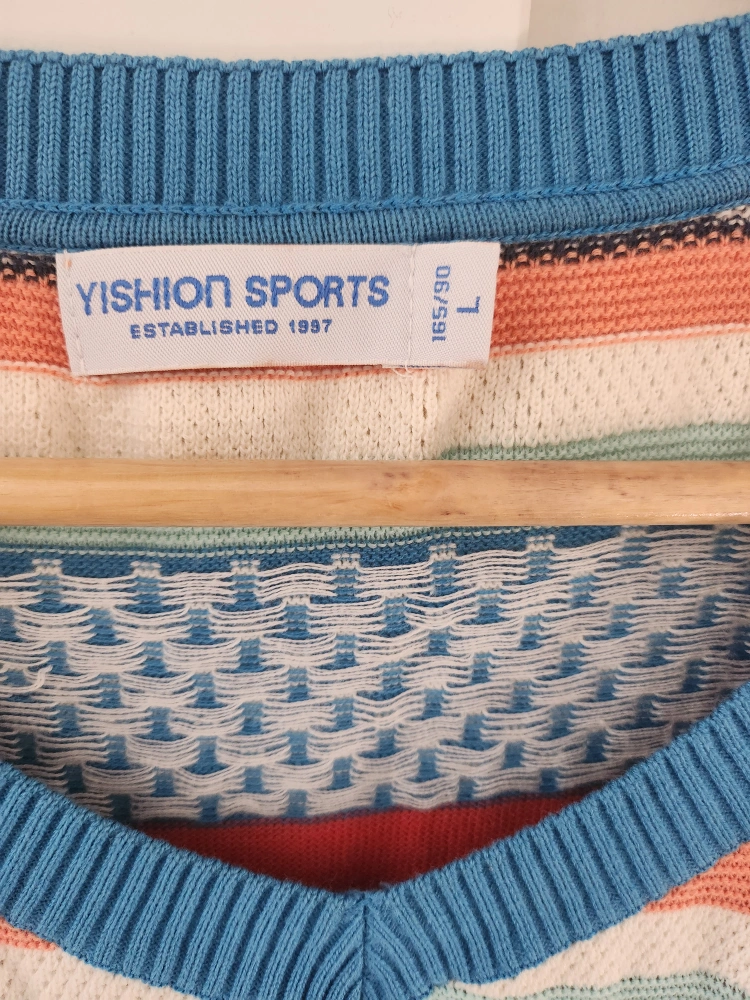 YISHION SPORTS
ESTABLISHED 1997
165/90
L